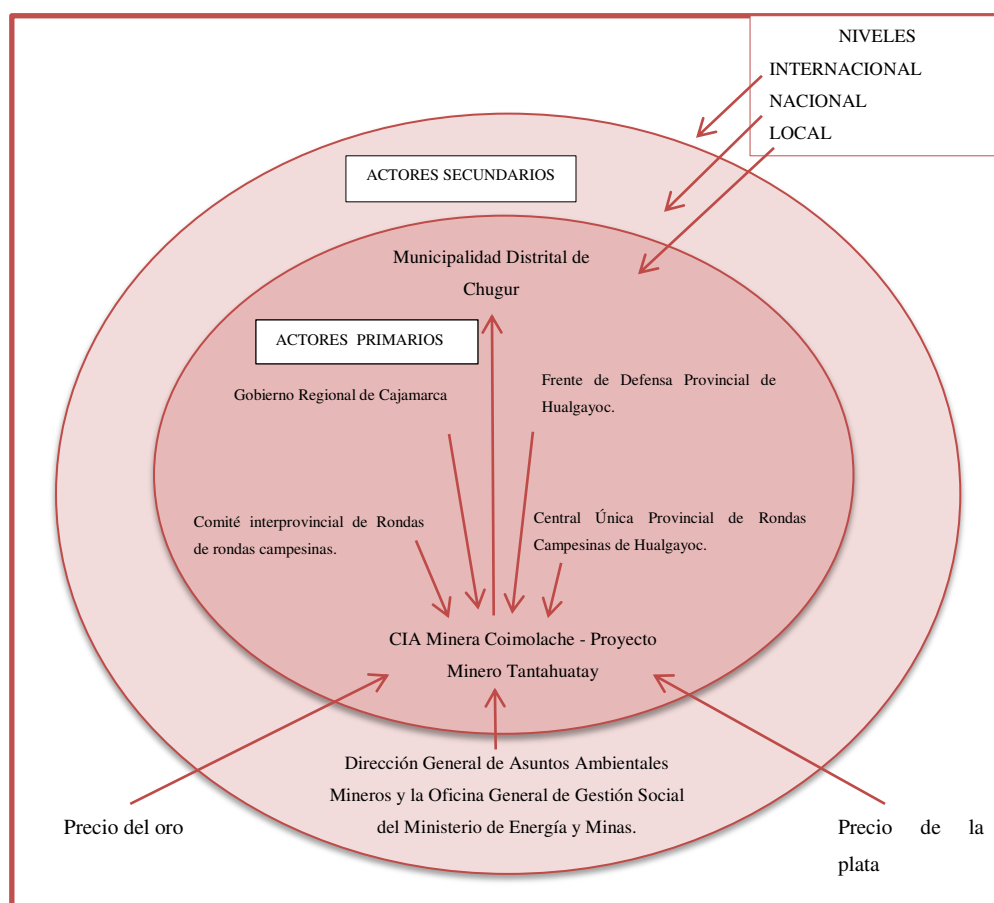 NIVELES
INTERNACIONAL
NACIONAL
LOCAL
ACTORES SECUNDARIOS
Municipalidad Distrital de
Chugur
ACTORES PRIMARIOS
Gobierno Regional de Cajamarca
Frente de Defensa Provincial de
Hualgayoc.
Comité interprovincial de Rondas
de rondas campesinas.
Central Única Provincial de Rondas
Campesinas de Hualgayoc.
CIA Minera Coimolache - Proyecto
Minero Tantahuatay
Dirección General de Asuntos Ambientales
Mineros y la Oficina General de Gestión Social
del Ministerio de Energía y Minas.
Precio del oro
Precio de la
plata